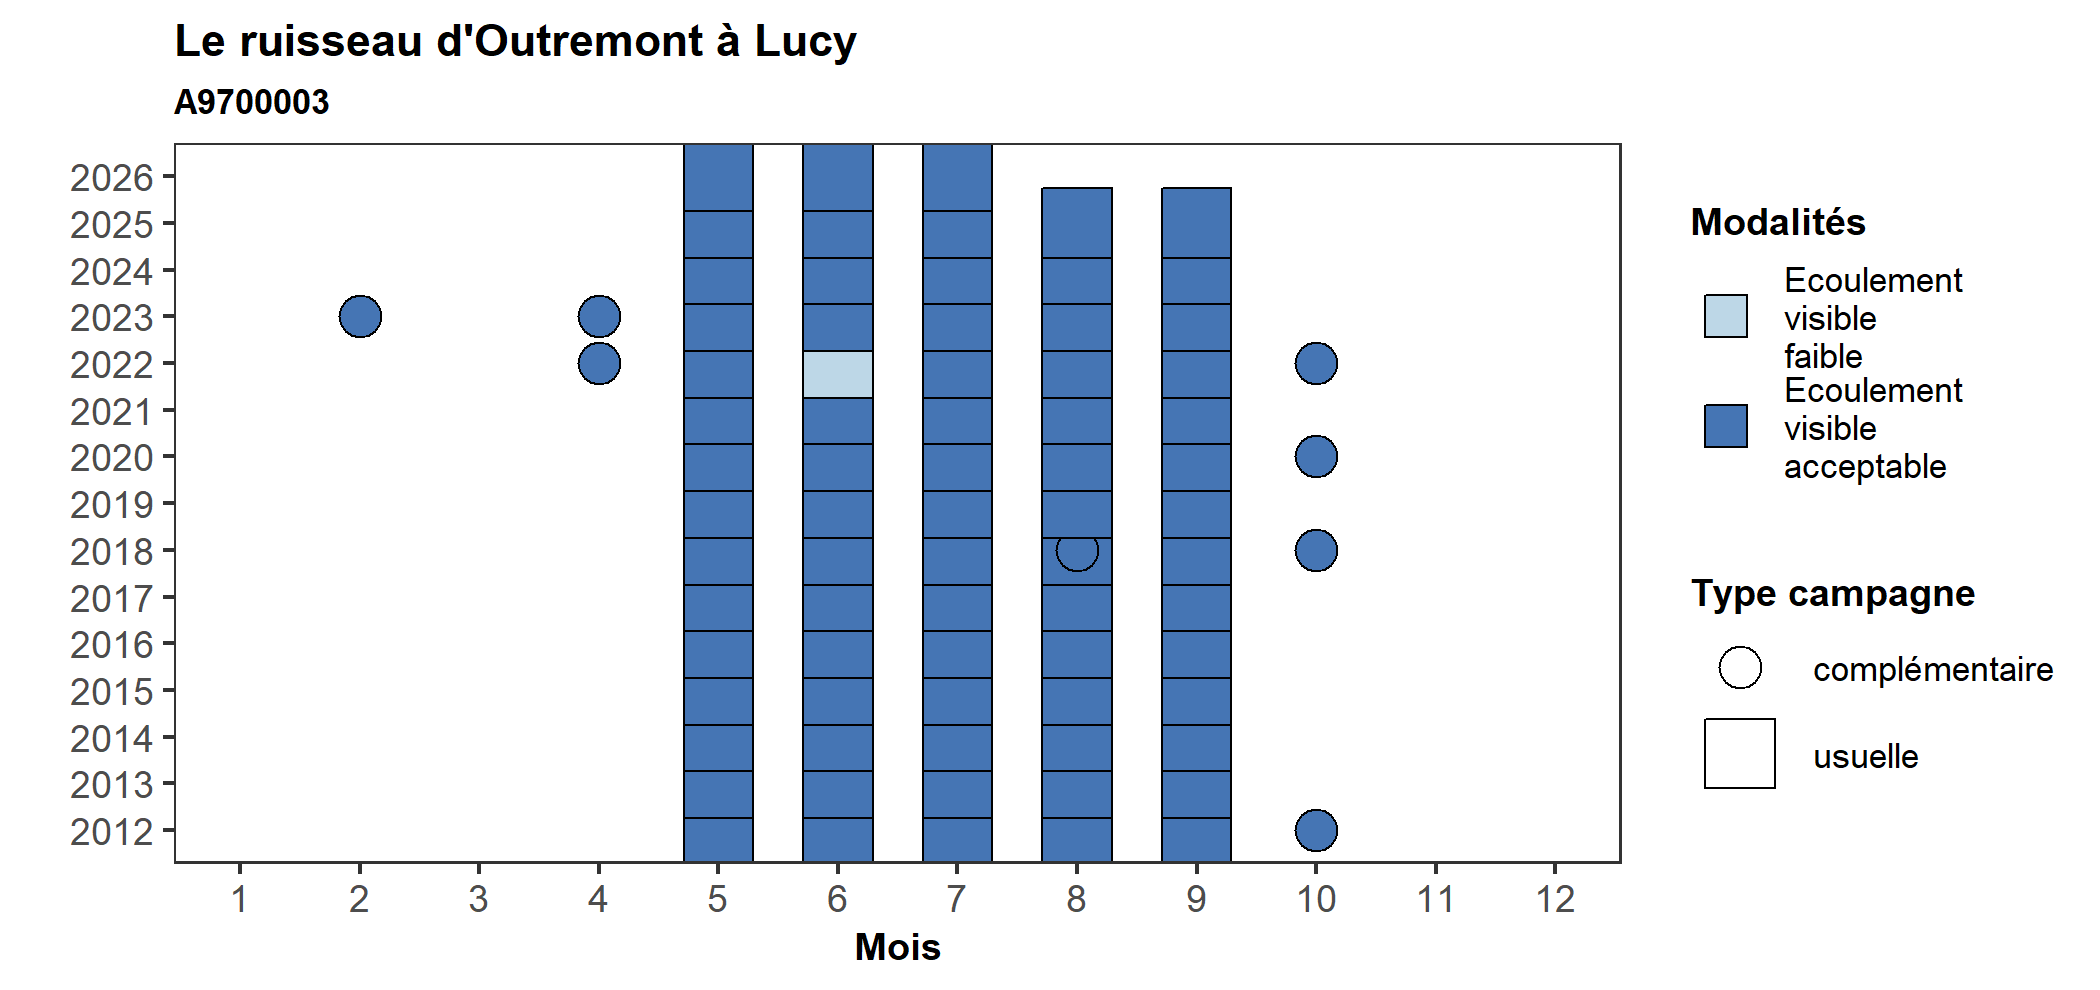 Le ruisseau d'Outremont à Lucy
A9700003
2026
2025
2024
2023
2022
2021
2020
2019
2018
2017
2016
2015
2014
2013
2012
1 2 3 4 5 6 7 8 9 10 11 12
Mois
Modalités
Ecoulement
visible
faible
Ecoulement
visible
acceptable
Type campagne
complémentaire
usuelle